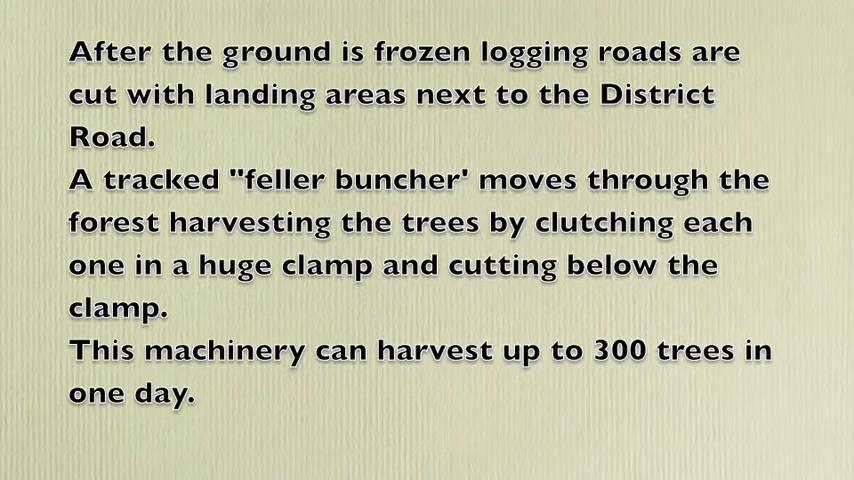 After the ground is frozen logging roads are
cut with landing areas next to the District
Road.
A tracked "feller buncher' moves through the
forest harvesting the trees by clutching each
one in a huge clamp and cutting below the
clamp.
This machinery can harvest up to 300 trees in
one day.